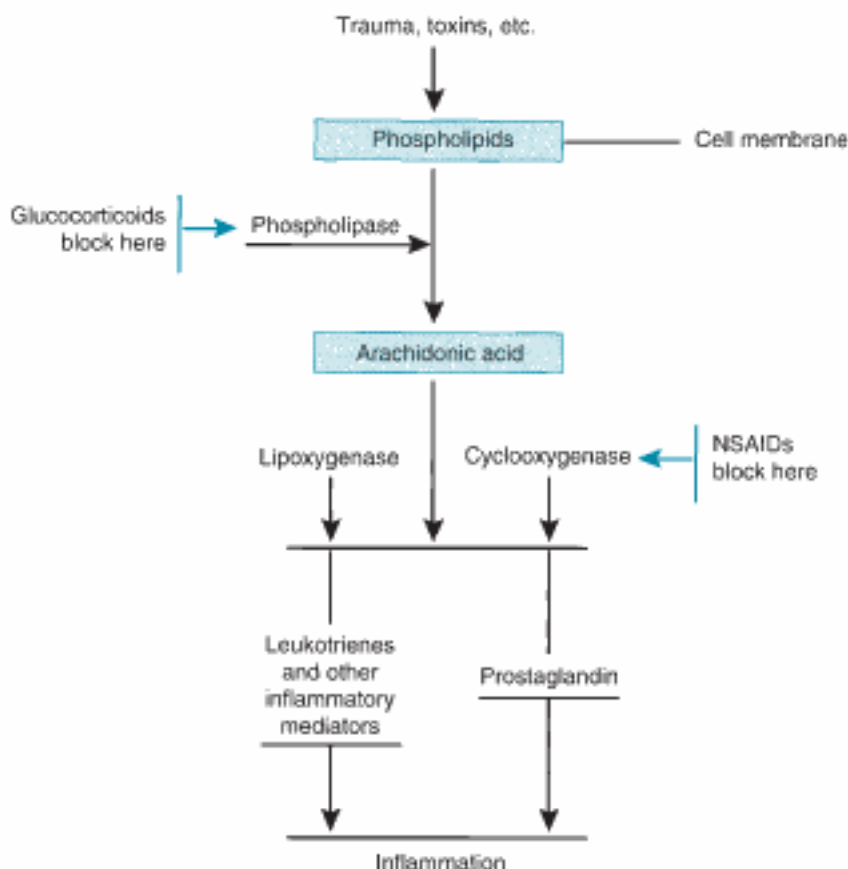 Trauma, toxins, etc.
Phospholipids
Cell membrane
Glucocorticoids
block here
Phospholipase
Arachidonic acid
Lipoxygenase
Cyclooxygenase
NSAIDs
block here
Leukotrienes
and other
inflammatory
mediators
Prostaglandin
Inflammation